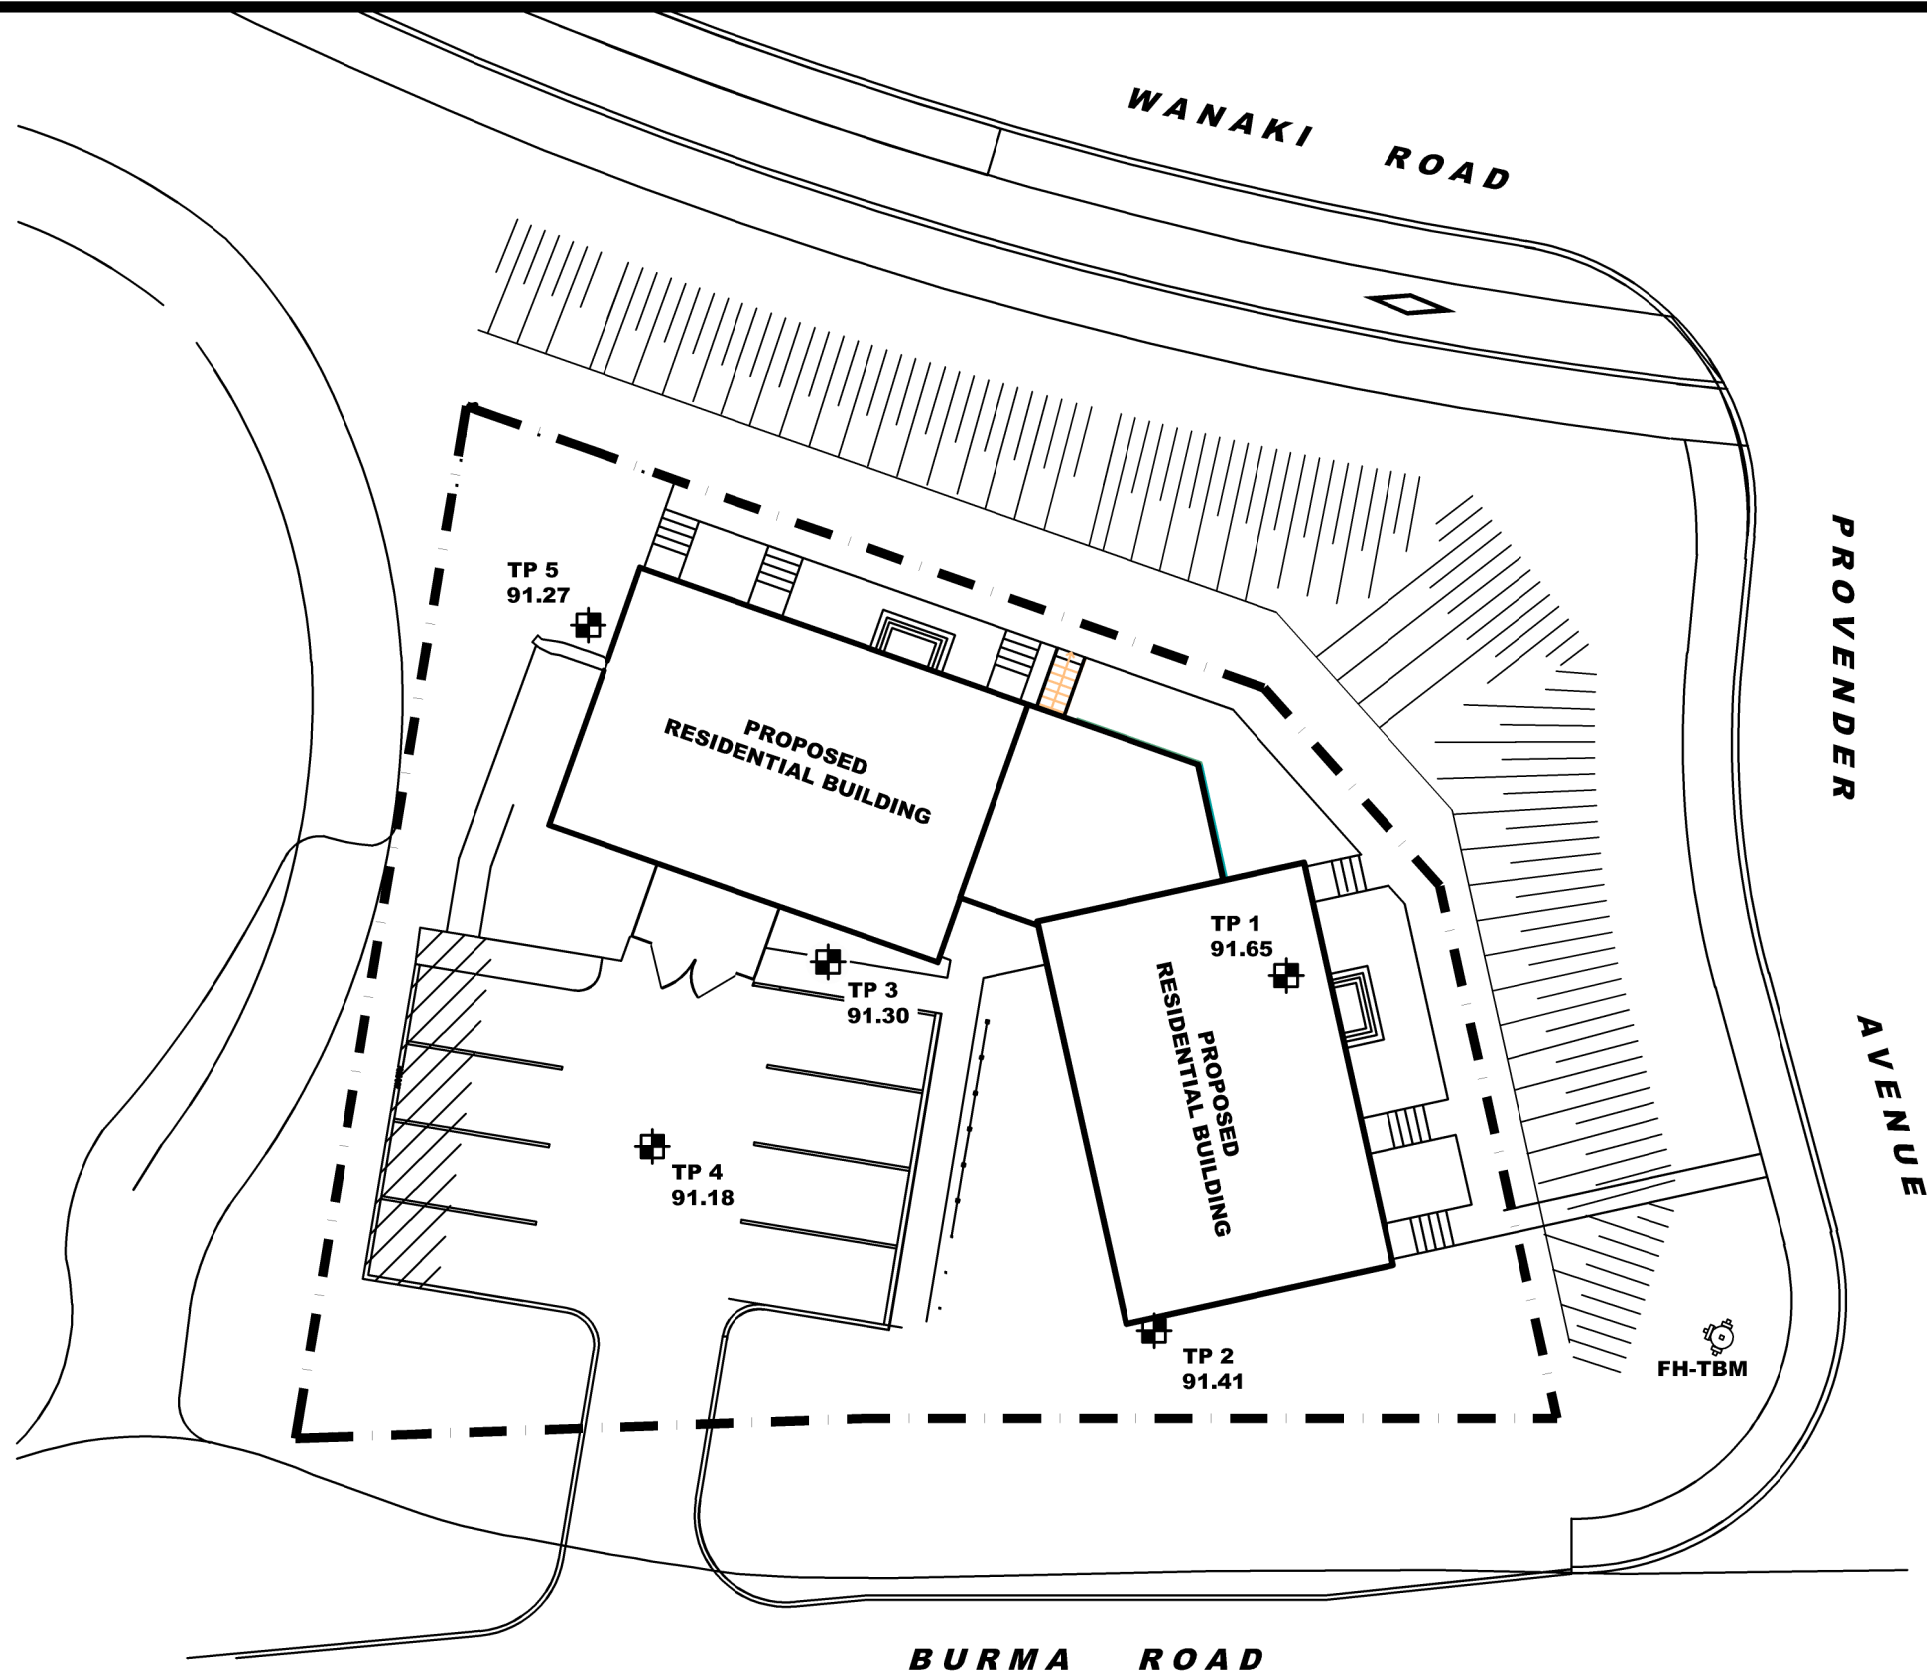 WANAKI ROAD
PROVENDER AVENUE
TP 5
91.27
PROPOSED
RESIDENTIAL BUILDING
TP 1
91.65
TP 3
91.30
PROPOSED
RESIDENTIAL BUILDING
TP 4
91.18
TP 2
91.41
FH-TBM
BURMA ROAD